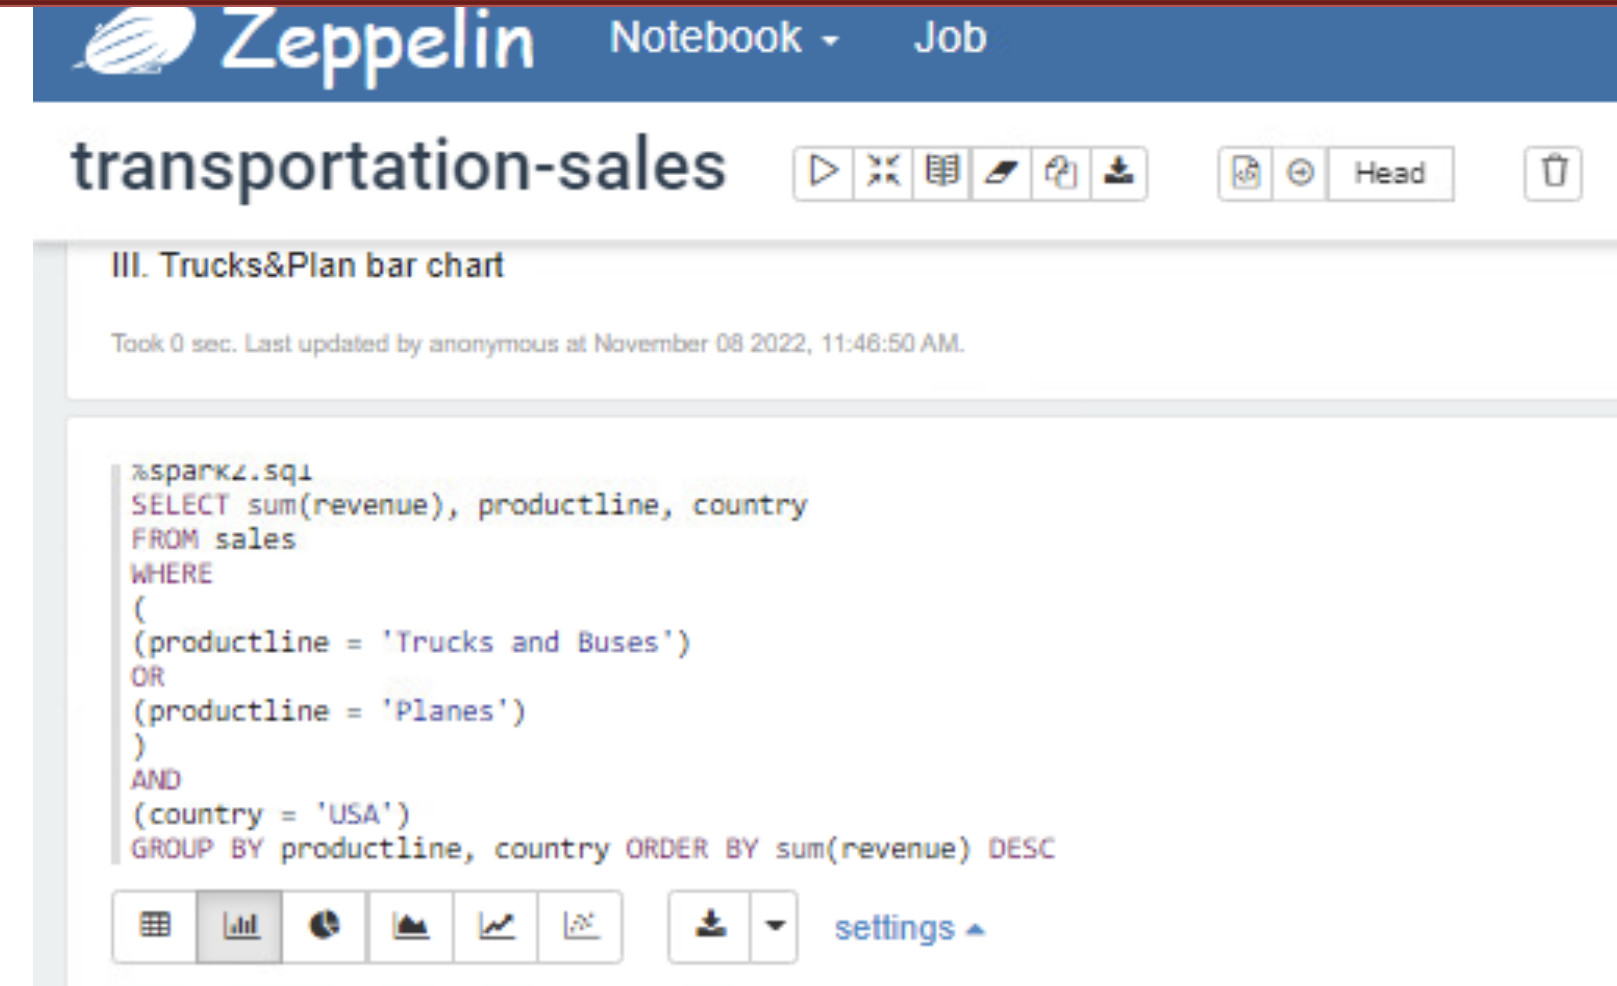 Zeppelin Notebook Job
transportation-sales Head
III. Trucks&Plan bar chart
Took 0 sec. Last updated by anonymous at November 08 2022, 11:46:50 AM.
%spark2.sql
SELECT sum(revenue), productline, country
FROM sales
WHERE
(
(productline = 'Trucks and Buses')
OR
(productline = 'Planes')
)
AND
(country = 'USA')
GROUP BY productline, country ORDER BY sum(revenue) DESC
settings